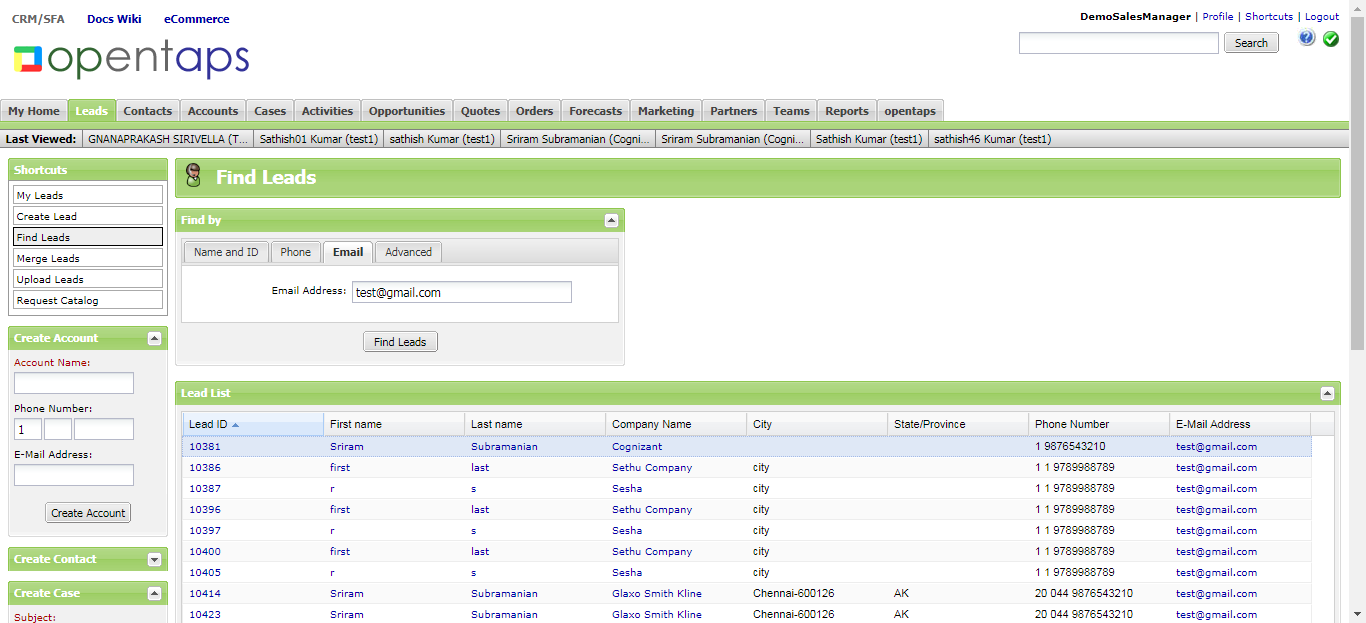 CRM/SFA Docs Wiki eCommerce
DemoSalesManager | Profile | Shortcuts | Logout
opentaps
Search
My Home Leads Contacts Accounts Cases Activities Opportunities Quotes Orders Forecasts Marketing Partners Teams Reports opentaps
Last Viewed: GNANAPRAKASH SIRIVELLA (T... Sathish01 Kumar (test1) sathish Kumar (test1) Sriram Subramanian (Cogni... Sriram Subramanian (Cogni... Sathish Kumar (test1) sathish46 Kumar (test1)
Shortcuts
My Leads
Create Lead
Find Leads
Merge Leads
Upload Leads
Request Catalog
Create Account
Account Name:
Phone Number:
1
E-Mail Address:
Create Account
Create Contact
Create Case
Subject:
Find Leads
Find by
Name and ID Phone Email Advanced
Email Address: test@gmail.com
Find Leads
Lead List
Lead ID First name Last name Company Name City State/Province Phone Number E-Mail Address
10381 Sriram Subramanian Cognizant 1 9876543210 test@gmail.com
10386 first last Sethu Company city 1 1 9789988789 test@gmail.com
10387 r s Sesha city 1 1 9789988789 test@gmail.com
10396 first last Sethu Company city 1 1 9789988789 test@gmail.com
10397 r s Sesha city 1 1 9789988789 test@gmail.com
10400 first last Sethu Company city 1 1 9789988789 test@gmail.com
10405 r s Sesha city 1 1 9789988789 test@gmail.com
10414 Sriram Subramanian Glaxo Smith Kline Chennai-600126 AK 20 044 9876543210 test@gmail.com
10423 Sriram Subramanian Glaxo Smith Kline Chennai-600126 AK 20 044 9876543210 test@gmail.com